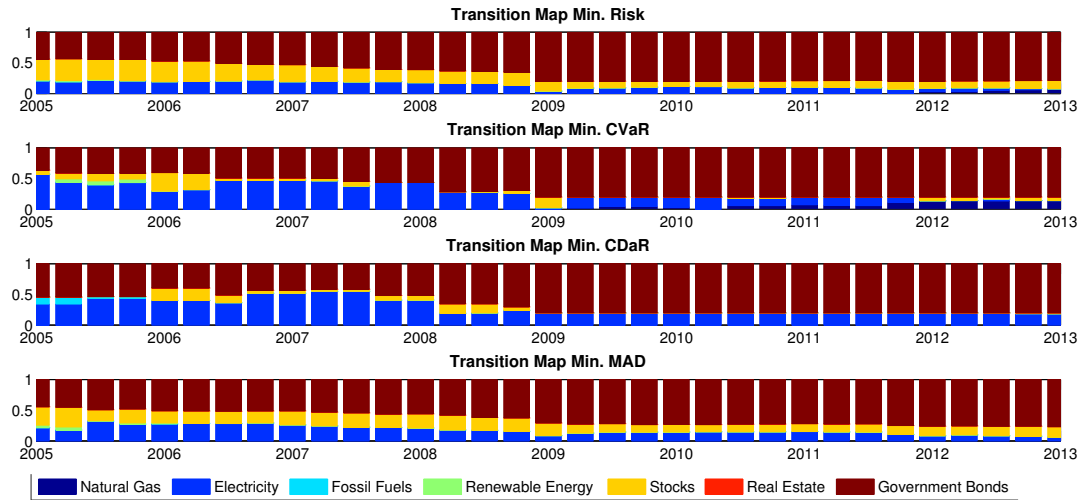 Transition Map Min. Risk
1
0.5
0
2005 2006 2007 2008 2009 2010 2011 2012 2013
Transition Map Min. CVaR
1
0.5
0
2005 2006 2007 2008 2009 2010 2011 2012 2013
Transition Map Min. CDaR
1
0.5
0
2005 2006 2007 2008 2009 2010 2011 2012 2013
Transition Map Min. MAD
1
0.5
0
2005 2006 2007 2008 2009 2010 2011 2012 2013
Natural Gas Electricity Fossil Fuels Renewable Energy Stocks Real Estate Government Bonds